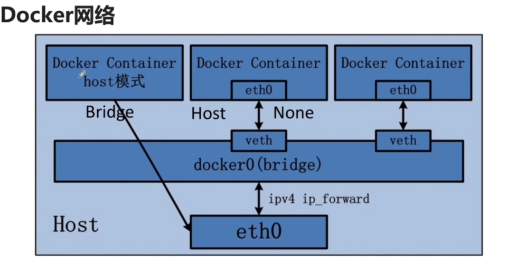 Docker网络
Docker Container
host模式
Docker Container
eth0
Docker Container
eth0
Bridge
Host
None
veth
veth
docker0(bridge)
ipv4 ip_forward
Host
eth0